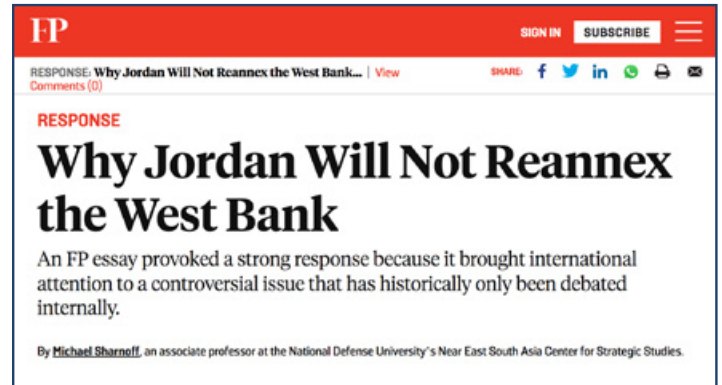 FP
SIGN IN
SUBSCRIBE
RESPONSE: Why Jordan Will Not Reannex the West Bank... | View
Comments (0)
SHARE:
RESPONSE
Why Jordan Will Not Reannex
the West Bank
An FP essay provoked a strong response because it brought international
attention to a controversial issue that has historically only been debated
internally.
By Michael Sharnoff, an associate professor at the National Defense University's Near East South Asia Center for Strategic Studies.